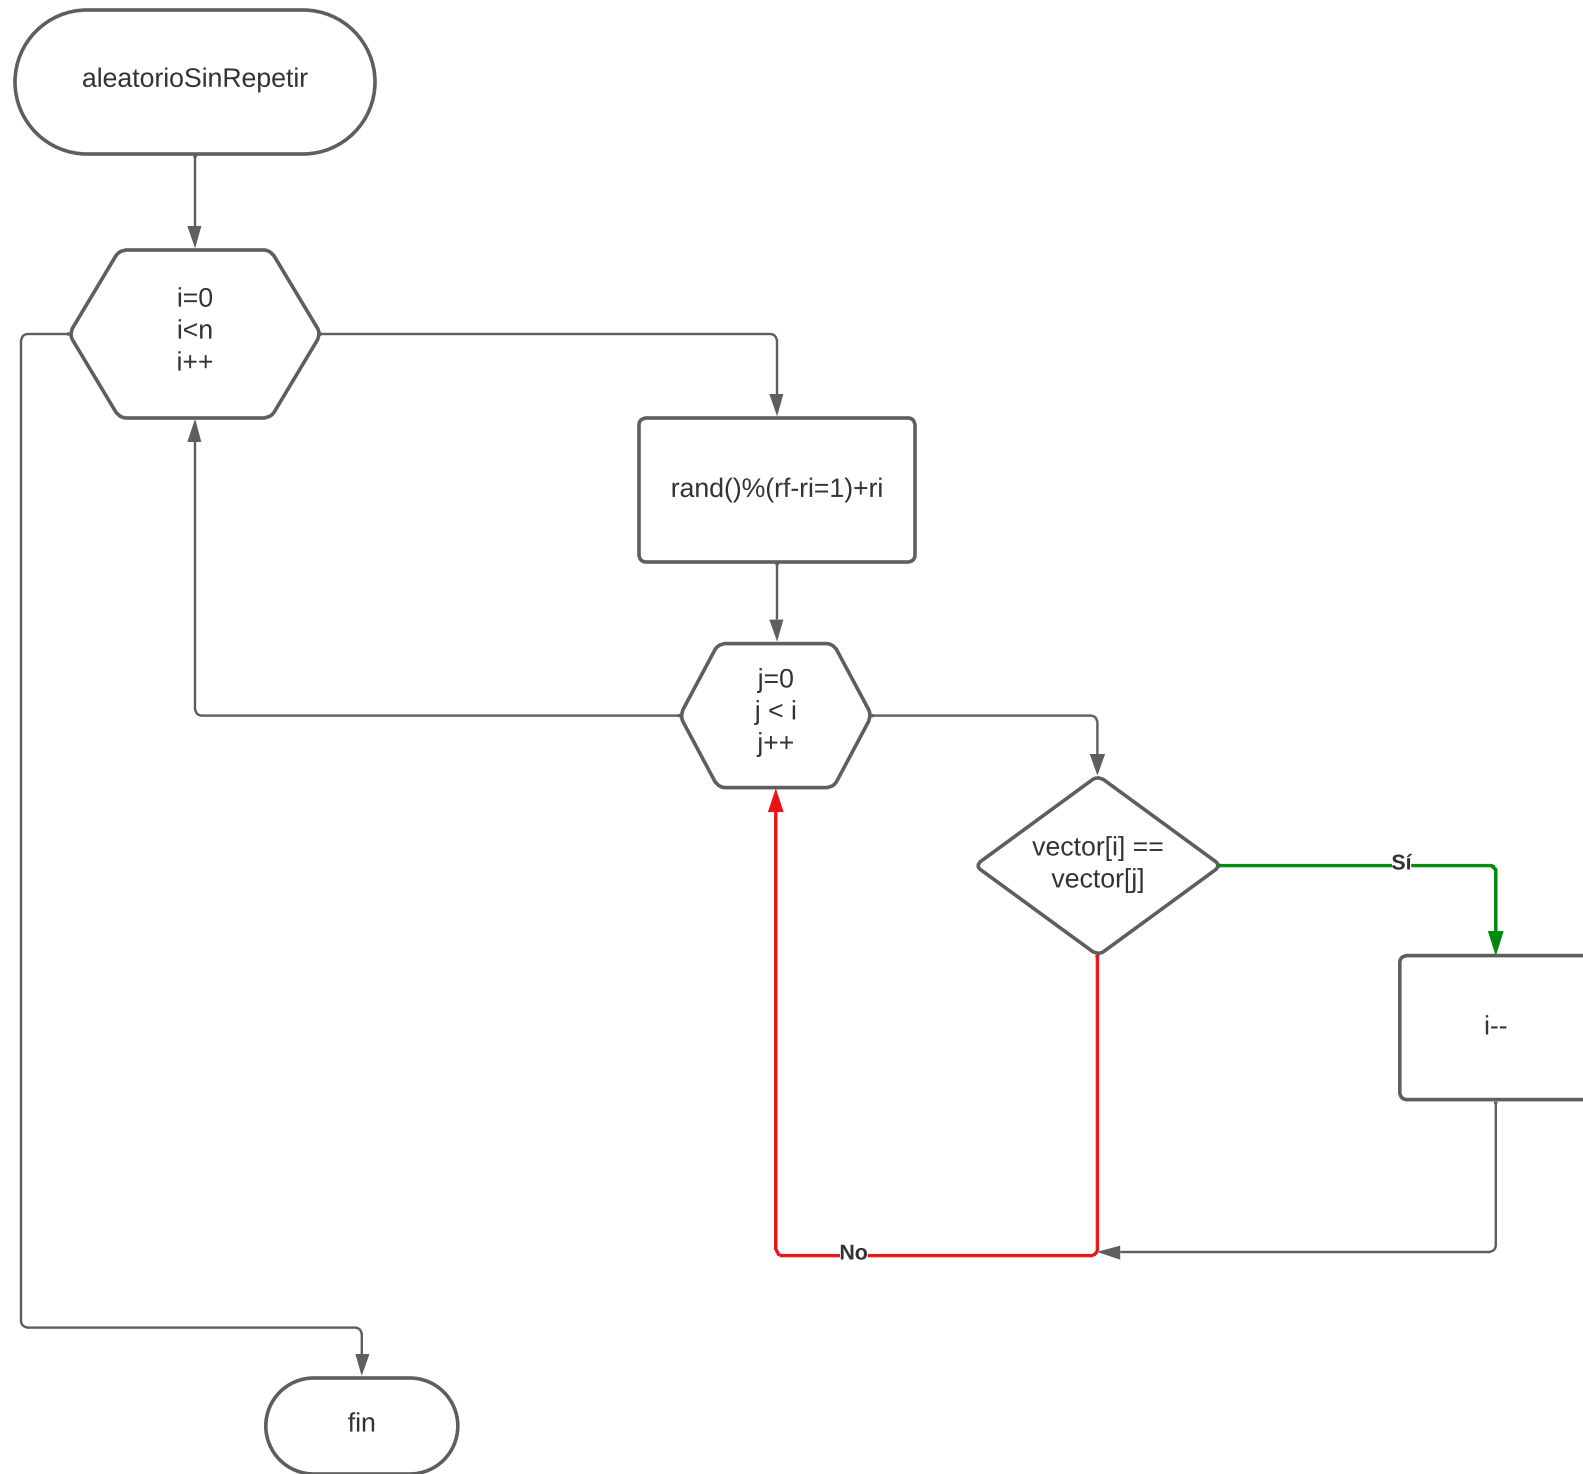 aleatorioSinRepetir
i=0
i<n
i++
rand()%(rf-ri=1)+ri
j=0
j < i
j++
vector[i] ==
vector[j]
Sí
i--
No
fin